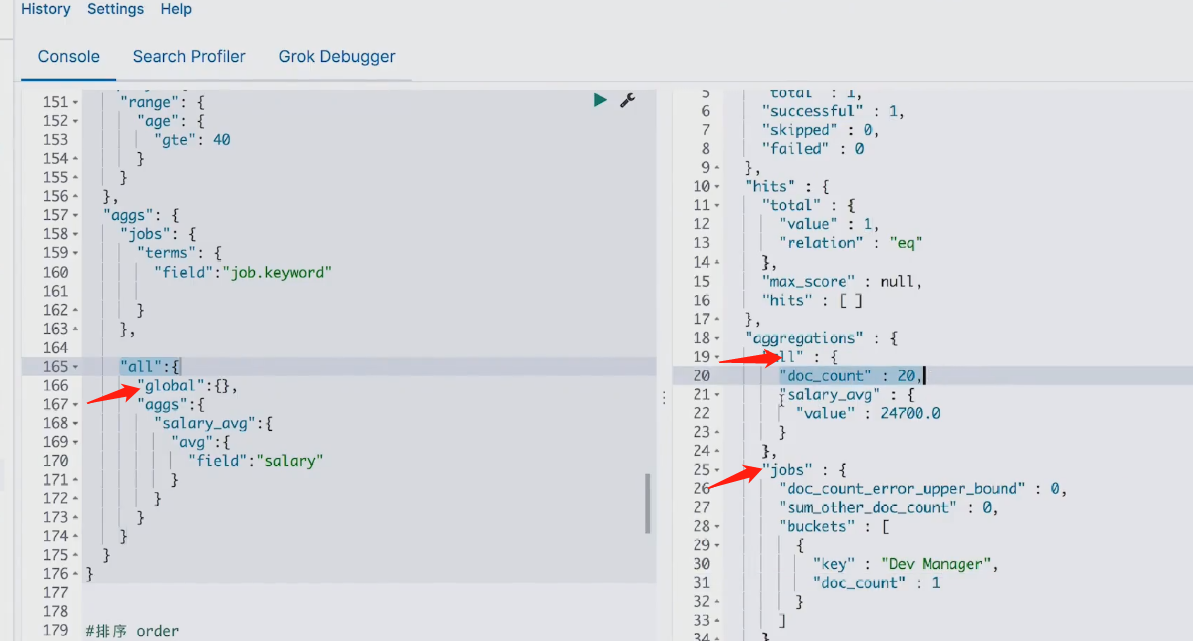 History Settings Help
Console Search Profiler Grok Debugger
151 "range": {
152 "age": {
153 "gte": 40
154 }
155 }
156 },
157 "aggs": {
158 "jobs": {
159 "terms": {
160 "field":"job.keyword"
161
162 }
163 },
164
165 "all":{
166 "global":{},
167 "aggs":{
168 "salary_avg":{
169 "avg":{
170 "field":"salary"
171 }
172 }
173 }
174 }
175 }
176 }
177
178
179 #排序 order
5 "total" : 1,
6 "successful" : 1,
7 "skipped" : 0,
8 "failed" : 0
9 },
10 "hits" : {
11 "total" : {
12 "value" : 1,
13 "relation" : "eq"
14 },
15 "max_score" : null,
16 "hits" : [ ]
17 },
18 "aggregations" : {
19 ll" : {
20 "doc_count" : 20,
21 "salary_avg" : {
22 "value" : 24700.0
23 }
24 },
25 "jobs" : {
26 "doc_count_error_upper_bound" : 0,
27 "sum_other_doc_count" : 0,
28 "buckets" : [
29 {
30 "key" : "Dev Manager",
31 "doc_count" : 1
32 }
33 ]
34 }